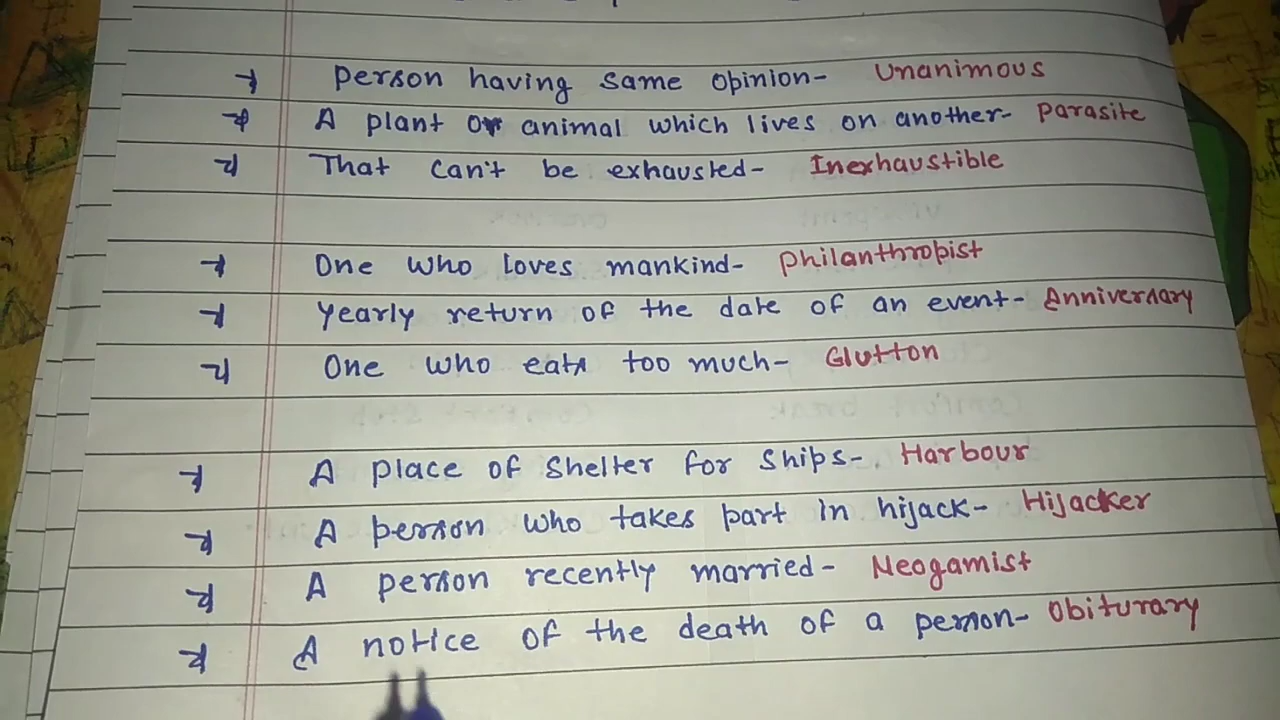 Person having same opinion- Unanimous
A plant or animal which lives on another- Parasite
That can't be exhausted- Inexhaustible
One who loves mankind- Philanthropist
Yearly return of the date of an event- Anniversary
One who eats too much- Glutton
A place of shelter for ships- Harbour
A person who takes part in hijack- Hijacker
A person recently married- Neogamist
A notice of the death of a person- Obiturary